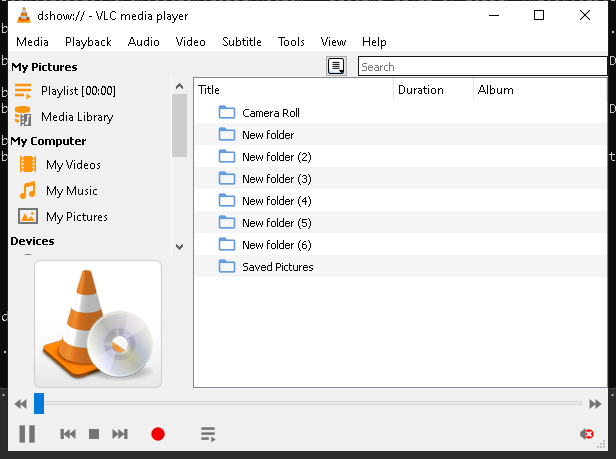 dshow:// - VLC media player
Media Playback Audio Video Subtitle Tools View Help
My Pictures
Search
Playlist [00:00]
Media Library
My Computer
My Videos
My Music
My Pictures
Devices
Title Duration Album
Camera Roll
New folder
New folder (2)
New folder (3)
New folder (4)
New folder (5)
New folder (6)
Saved Pictures